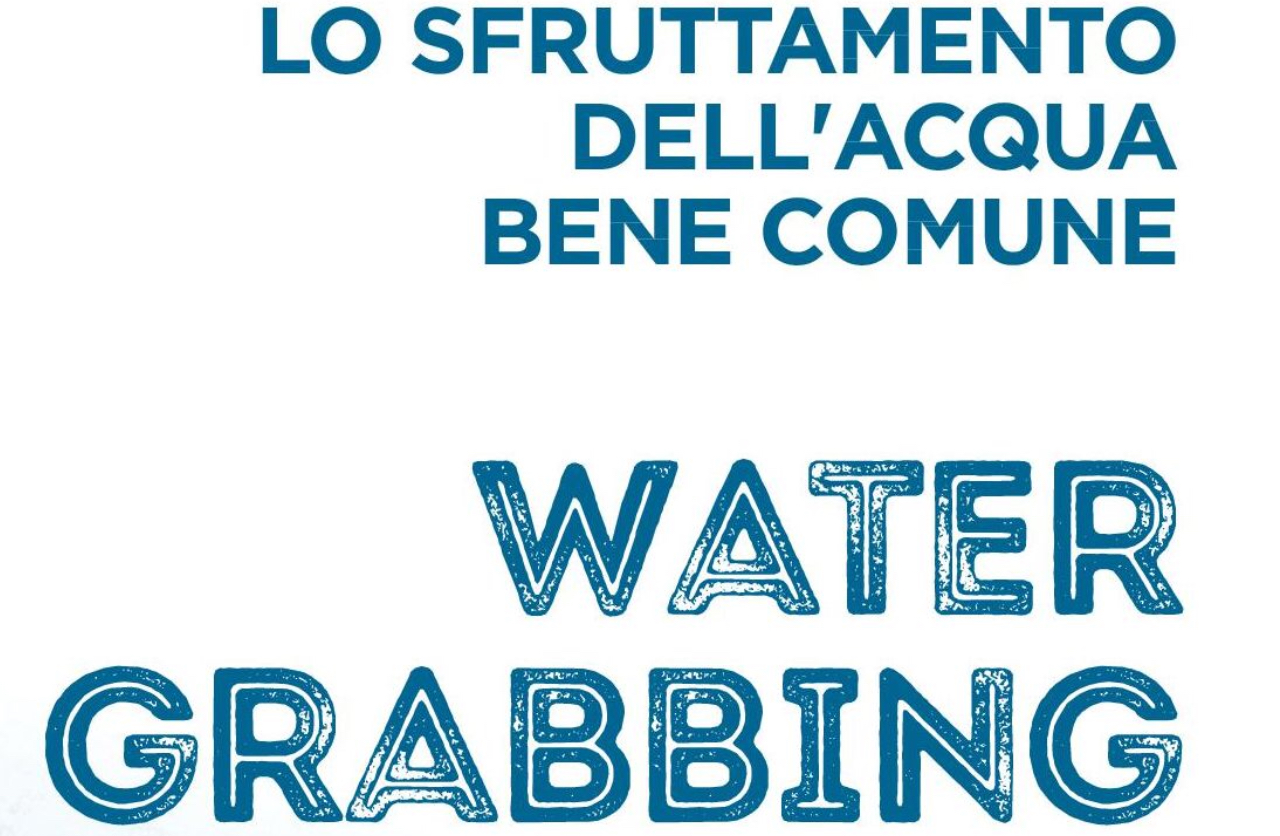 LO SFRUTTAMENTO
DELL'ACQUA
BENE COMUNE
WATER
GRABBING